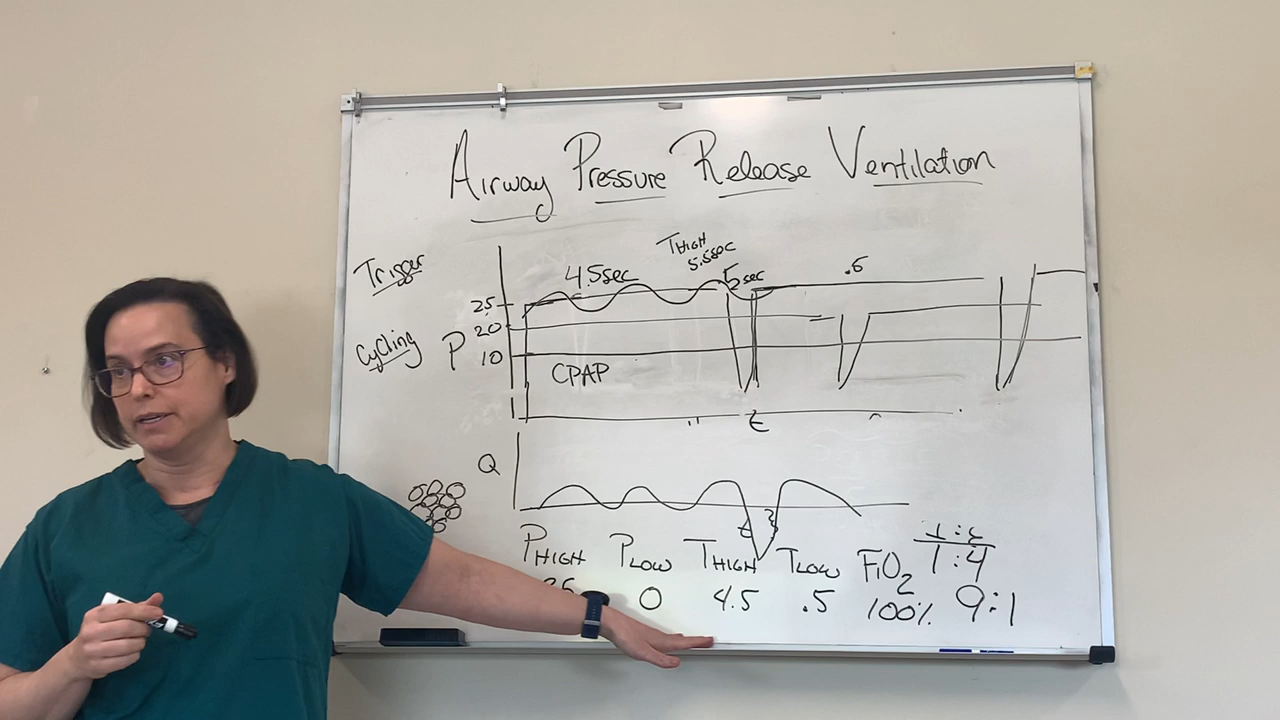 Airway Pressure Release Ventilation
Trigger
Cycling
THIGH
5.5sec
4.5sec
.5sec
.6
P
25
20
10
CPAP
Q
PHIGH PLOW THIGH TLOW FiO2
0 4.5 .5 100%
I:E
1:4
9:1